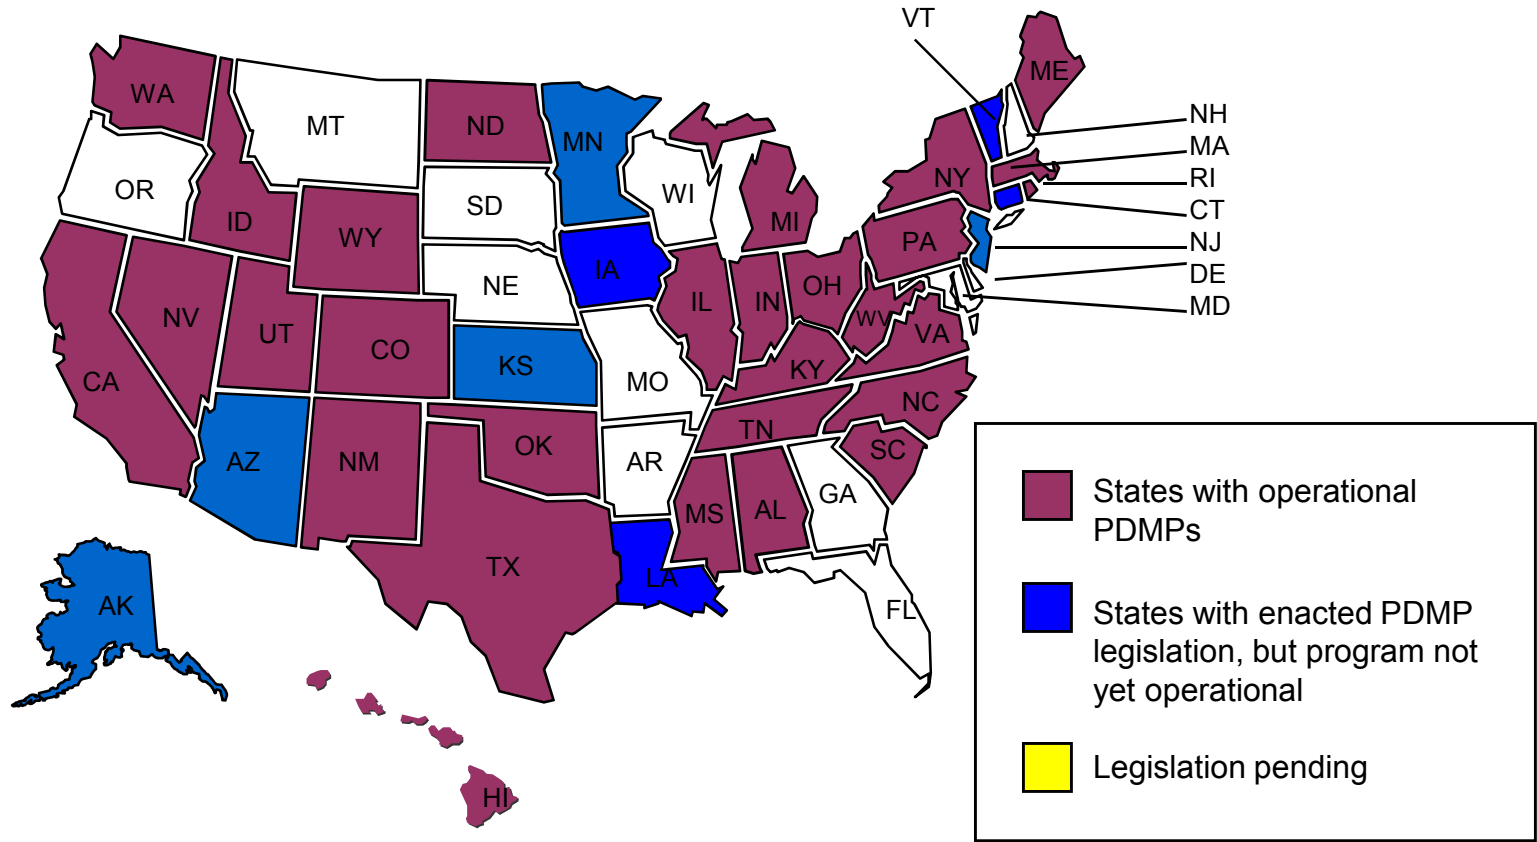 VT
WA
ME
MT
ND
NH
MN
MA
OR
NY
RI
WI
SD
CT
ID
MI
WY
PA
NJ
IA
DE
NE
OH
IL
IN
MD
NV
WV
UT
VA
CO
KS
KY
CA
MO
NC
TN
OK
SC
AZ
NM
AR
GA
States with operational
PDMPs
MS
AL
TX
LA
AK
FL
States with enacted PDMP
legislation, but program not
yet operational
Legislation pending
HI